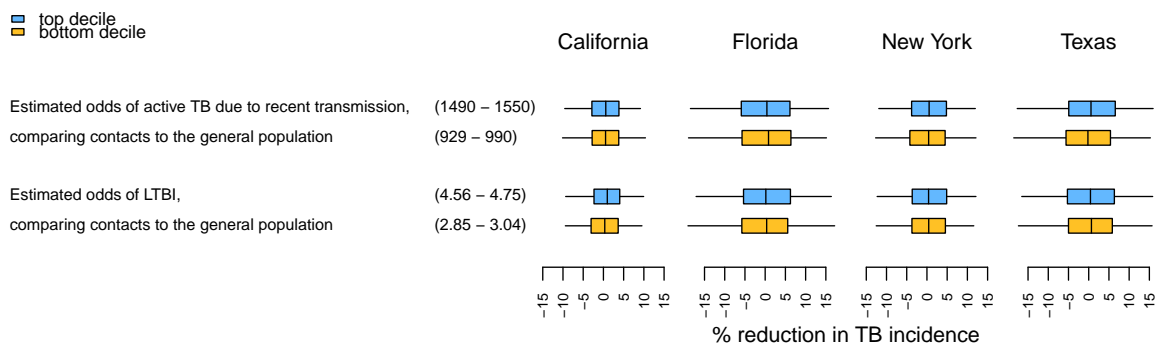 top decile
bottom decile
California Florida New York Texas
Estimated odds of active TB due to recent transmission, (1490 − 1550)
comparing contacts to the general population (929 − 990)
Estimated odds of LTBI, (4.56 − 4.75)
comparing contacts to the general population (2.85 − 3.04)
−15 −10 −5 0 5 10 15 −15 −10 −5 0 5 10 15 −15 −10 −5 0 5 10 15 −15 −10 −5 0 5 10 15
% reduction in TB incidence